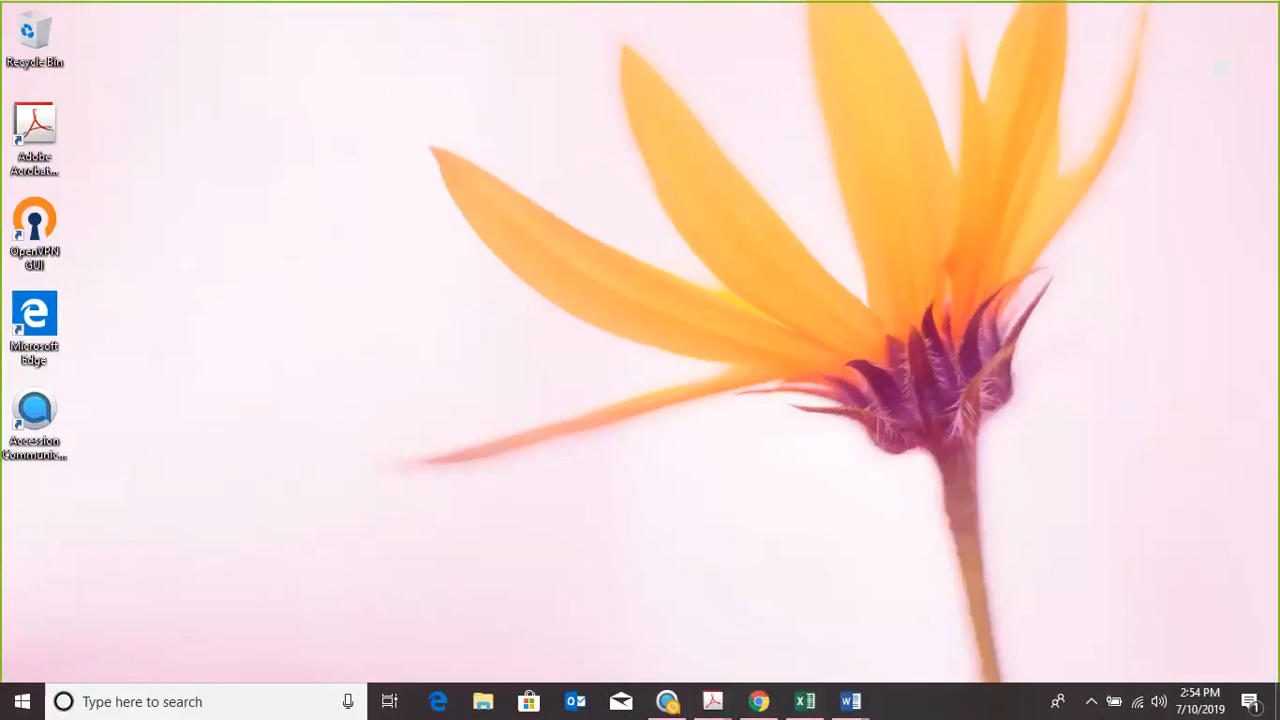 Recycle Bin
Adobe
Acrobat...
OpenVPN
GUI
Microsoft
Edge
Accession
Communic...
Type here to search
2:54 PM
7/10/2019
1